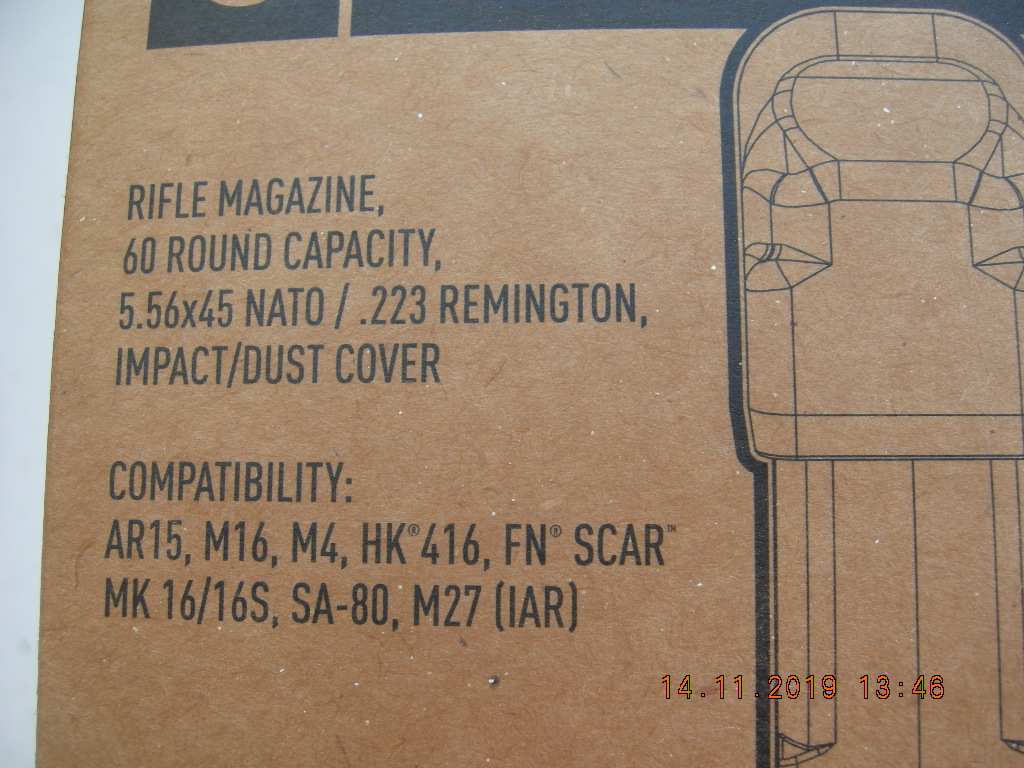 RIFLE MAGAZINE,
60 ROUND CAPACITY,
5.56x45 NATO / .223 REMINGTON,
IMPACT/DUST COVER
COMPATIBILITY:
AR15, M16, M4, HK®416, FN® SCAR™
MK 16/16S, SA-80, M27 (IAR)
14.11.2019 13:46